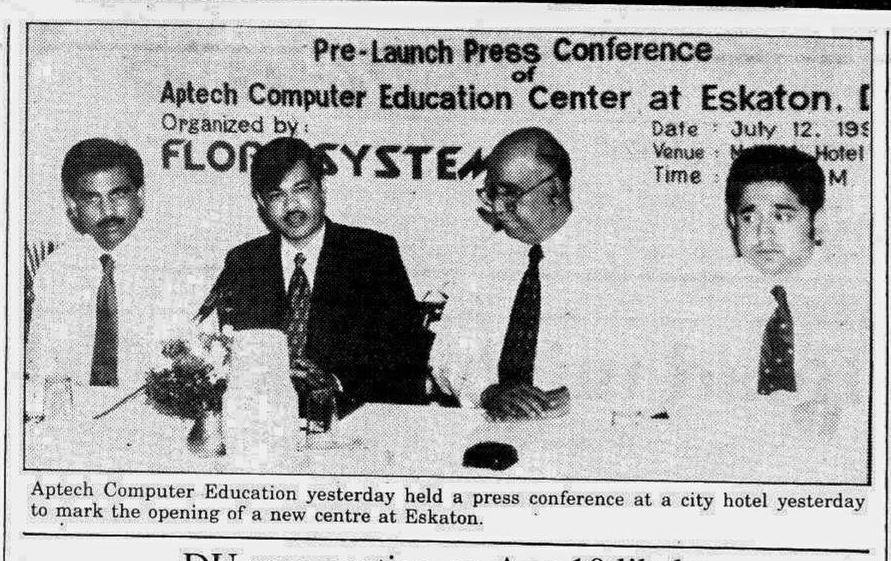 Pre-Launch Press Conference
of
Aptech Computer Education Center at Eskaton, D
Organized by:
Date : July 12, 199
Venue : Hotel
Time : M
Aptech Computer Education yesterday held a press conference at a city hotel yesterday
to mark the opening of a new centre at Eskaton.